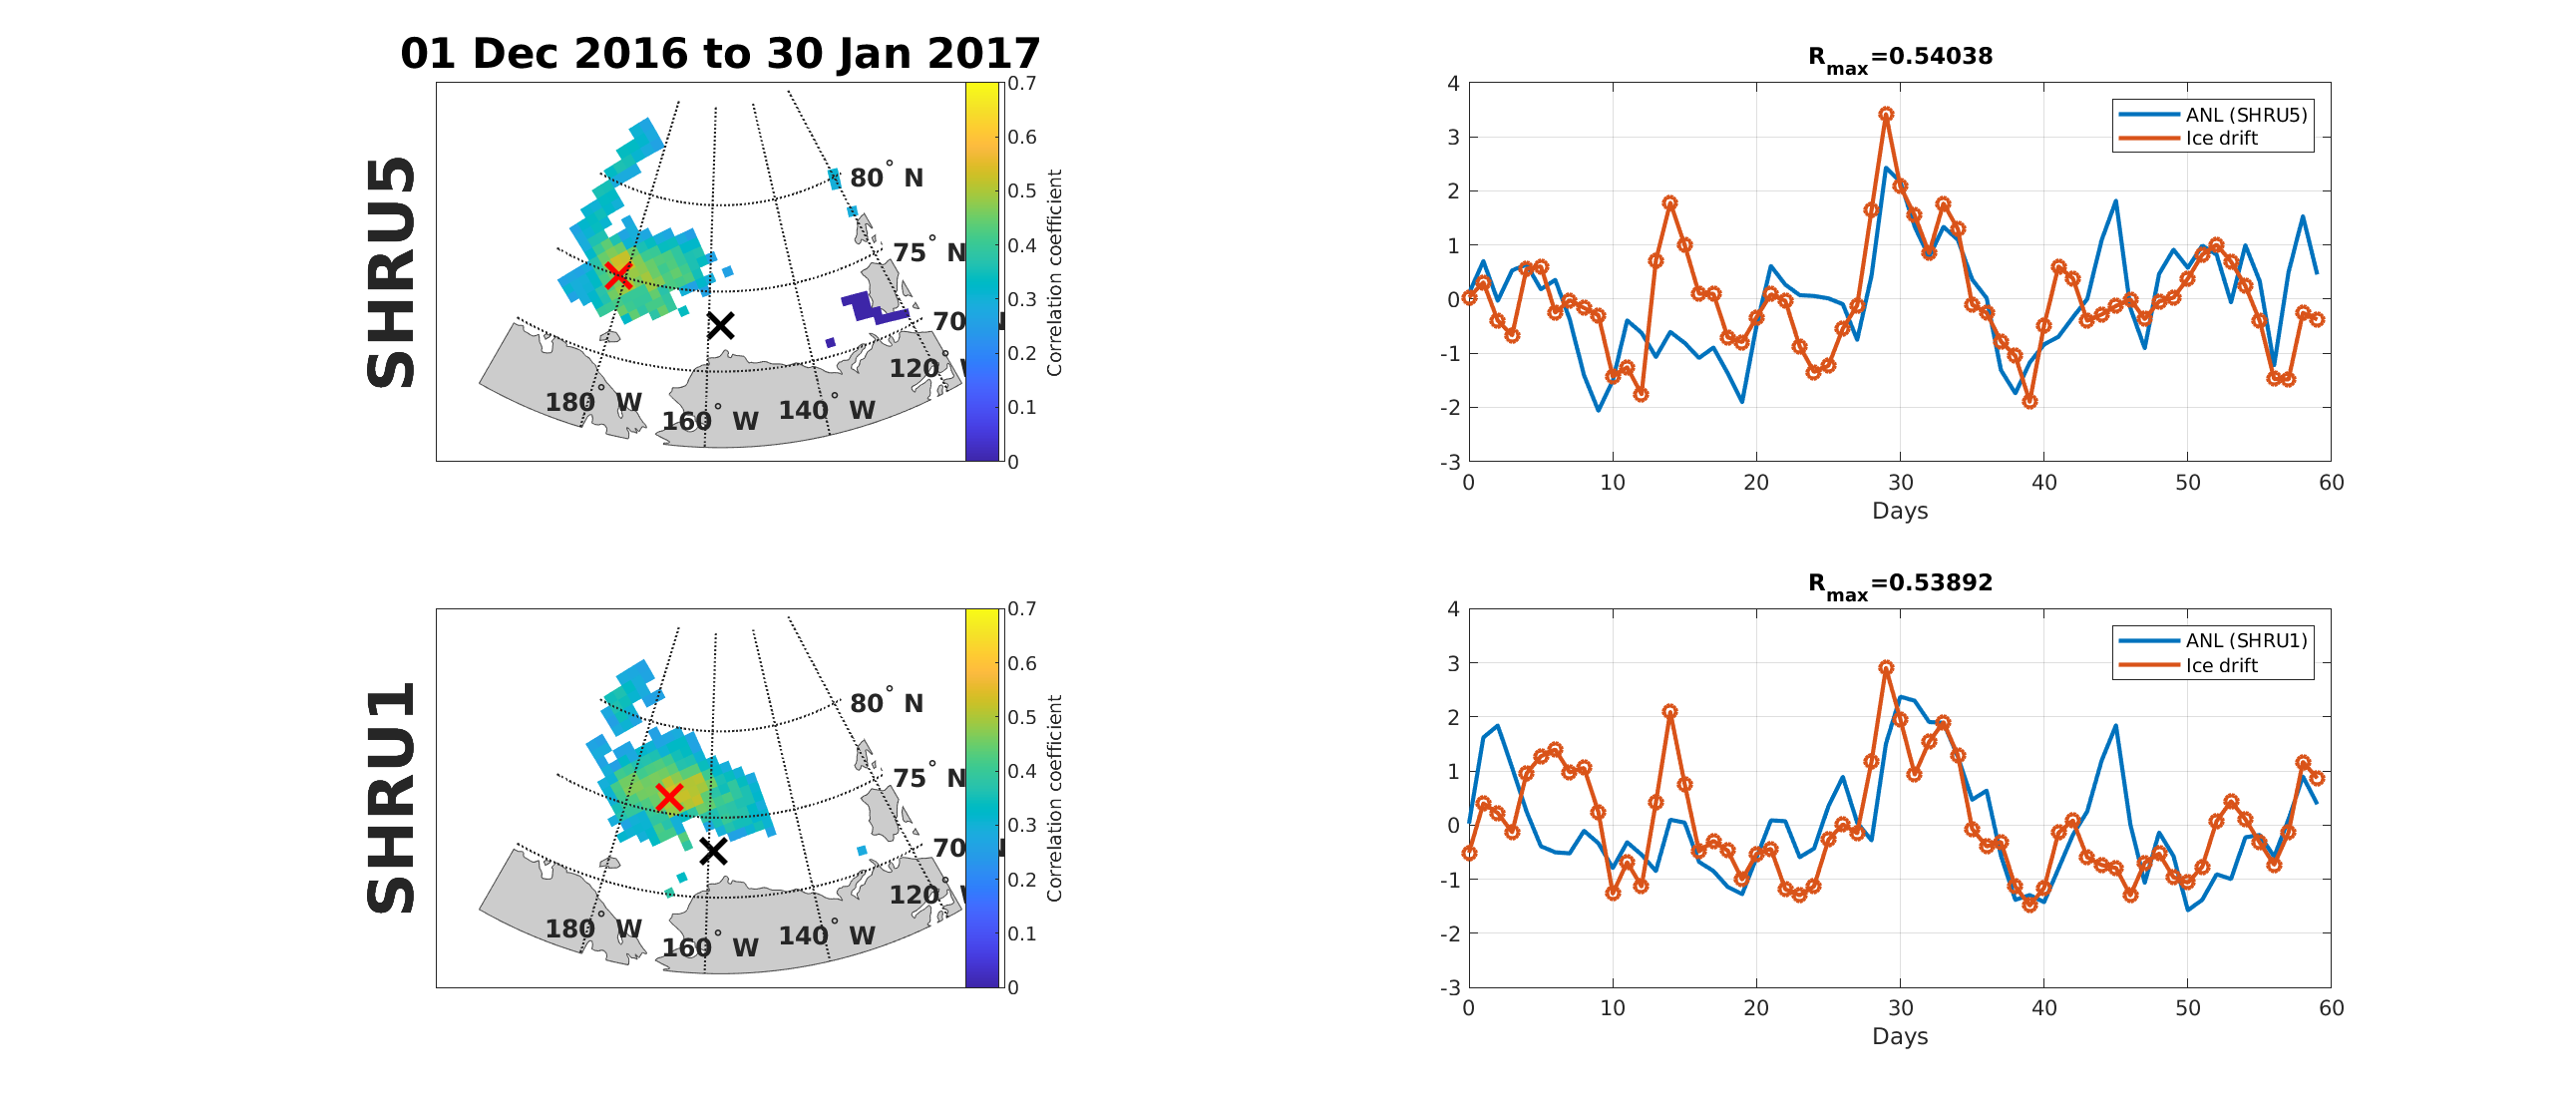 01 Dec 2016 to 30 Jan 2017
SHRU5
80° N
75° N
70° N
120° W
180° W
160° W
140° W
0.7
0.6
0.5
0.4
0.3
0.2
0.1
0
Correlation coefficient
Rmax=0.54038
4
3
2
1
0
-1
-2
-3
0 10 20 30 40 50 60
Days
ANL (SHRU5)
Ice drift
SHRU1
80° N
75° N
70° N
120° W
180° W
160° W
140° W
0.7
0.6
0.5
0.4
0.3
0.2
0.1
0
Correlation coefficient
Rmax=0.53892
4
3
2
1
0
-1
-2
-3
0 10 20 30 40 50 60
Days
ANL (SHRU1)
Ice drift